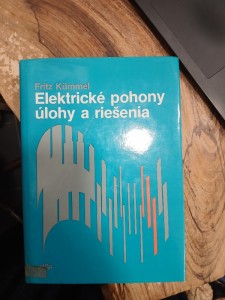 Fritz Kümmel
Elektrické pohony
úlohy a riešenia